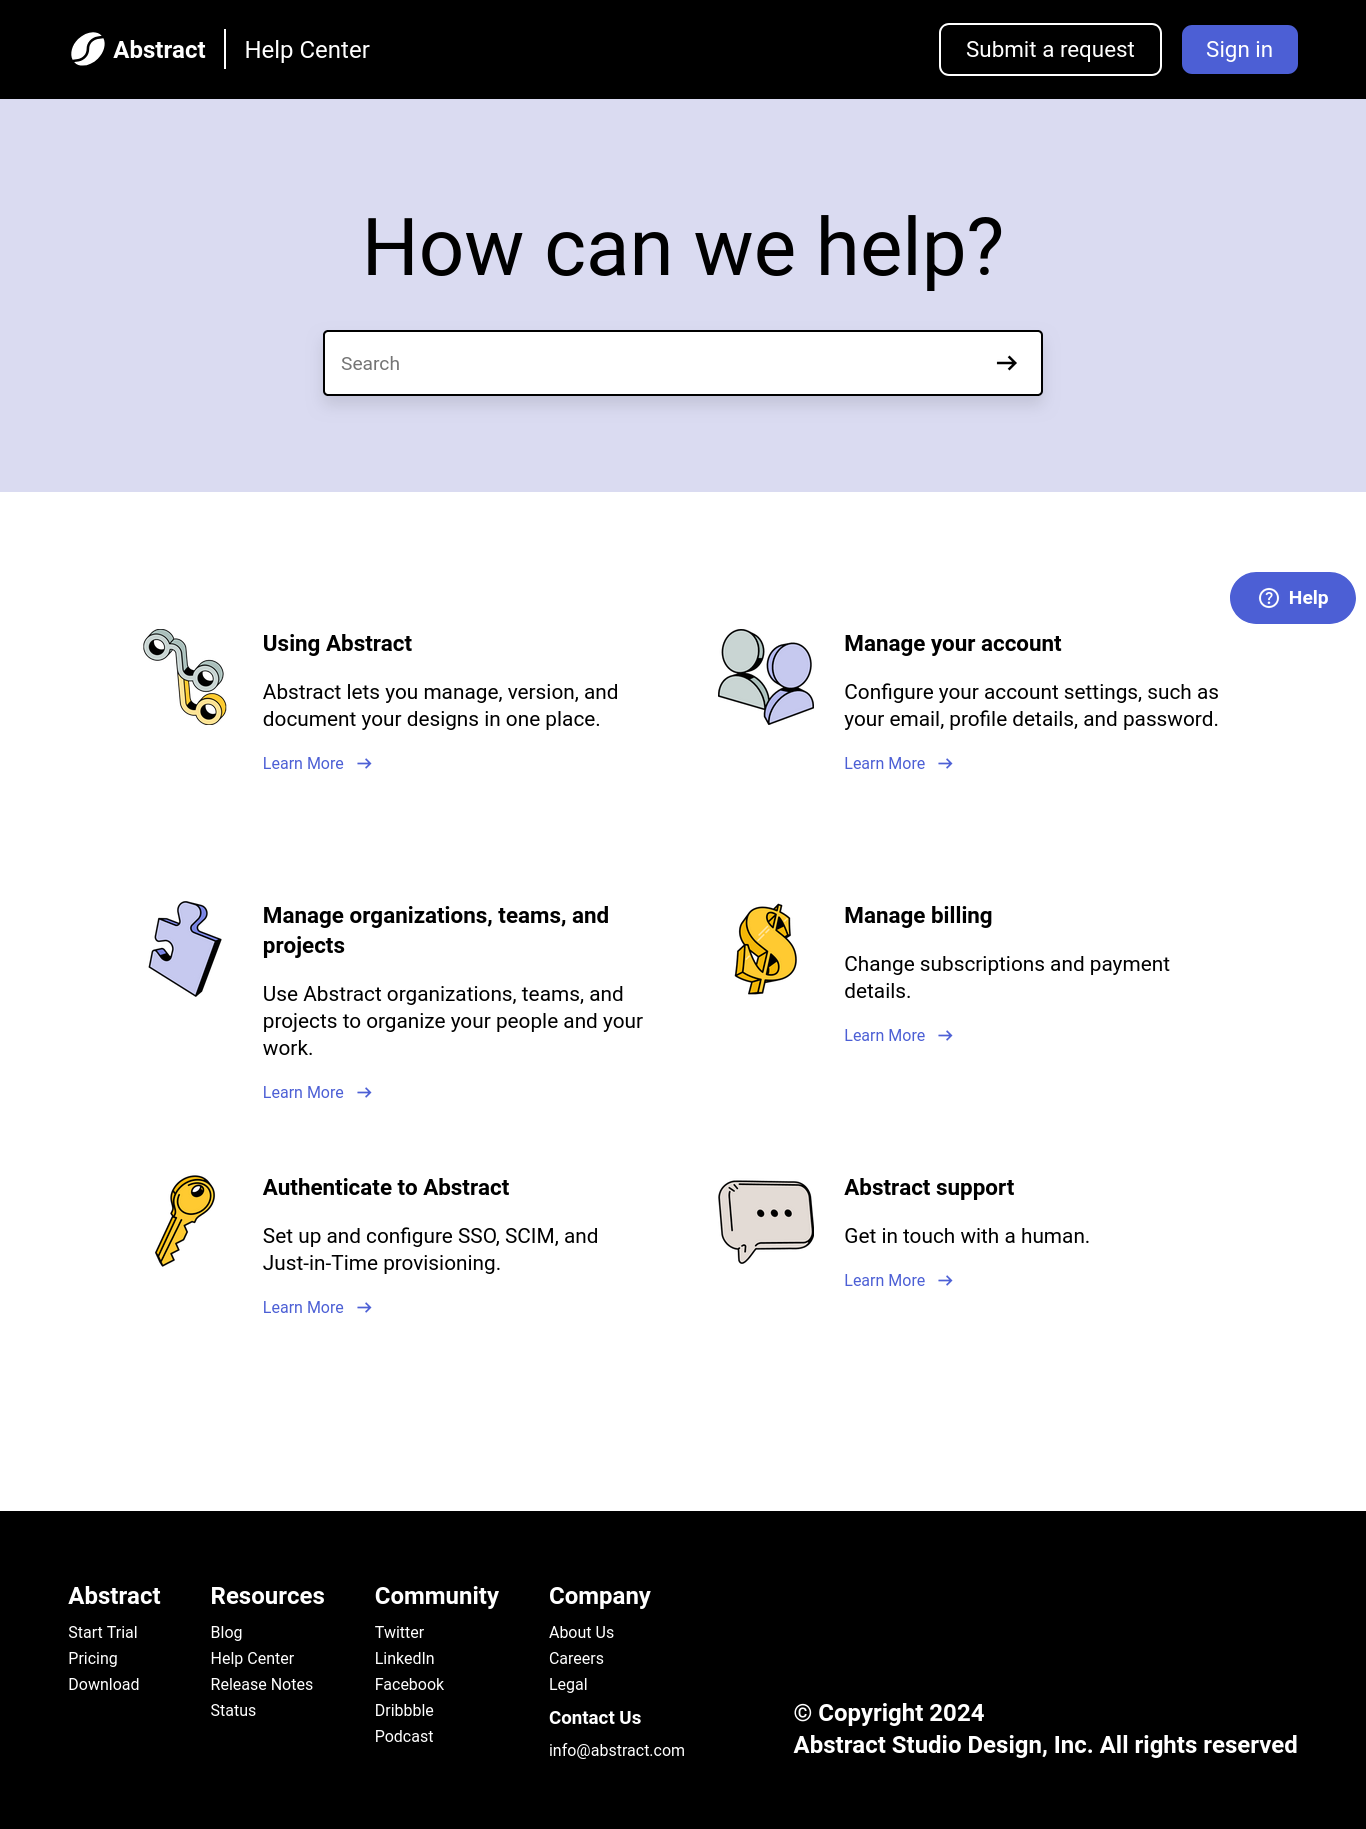 Abstract
Help Center
Submit a request
Sign in
How can we help?
Search
Help
Using Abstract
Abstract lets you manage, version, and
document your designs in one place.
Learn More
Manage your account
Configure your account settings, such as
your email, profile details, and password.
Learn More
Manage organizations, teams, and
projects
Use Abstract organizations, teams, and
projects to organize your people and your
work.
Learn More
Manage billing
Change subscriptions and payment
details.
Learn More
Authenticate to Abstract
Set up and configure SSO, SCIM, and
Just-in-Time provisioning.
Learn More
Abstract support
Get in touch with a human.
Learn More
Abstract
Start Trial
Pricing
Download
Resources
Blog
Help Center
Release Notes
Status
Community
Twitter
LinkedIn
Facebook
Dribbble
Podcast
Company
About Us
Careers
Legal
Contact Us
info@abstract.com
© Copyright 2024
Abstract Studio Design, Inc. All rights reserved